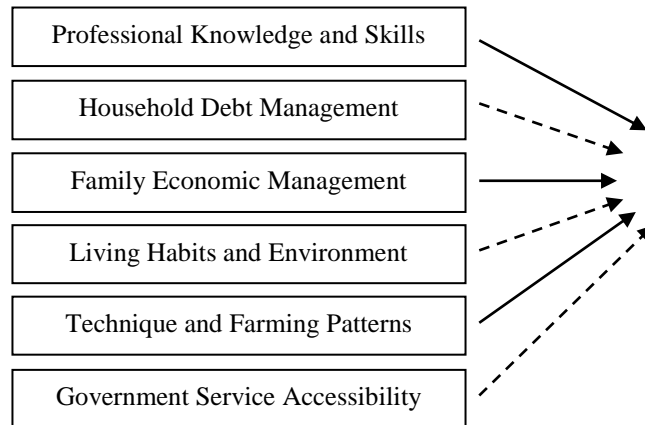 Professional Knowledge and Skills
Household Debt Management
Family Economic Management
Living Habits and Environment
Technique and Farming Patterns
Government Service Accessibility